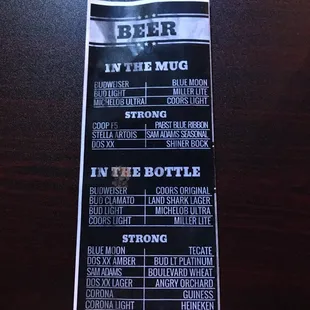 BEER
IN THE MUG
BUDWEISER BLUE MOON
BUD LIGHT MILLER LITE
MICHELOB ULTRA COORS LIGHT
STRONG
COOP F5 PABST BLUE RIBBON
STELLA ARTOIS SAM ADAMS SEASONAL
DOS XX SHINER BOCK
IN THE BOTTLE
BUDWEISER COORS ORIGINAL
BUD CLAMATO LAND SHARK LAGER
BUD LIGHT MICHELOB ULTRA
COORS LIGHT MILLER LITE
STRONG
BLUE MOON TECATE
DOS XX AMBER BUD LT PLATINUM
SAM ADAMS BOULEVARD WHEAT
DOS XX LAGER ANGRY ORCHARD
CORONA GUINESS
CORONA LIGHT HEINEKEN